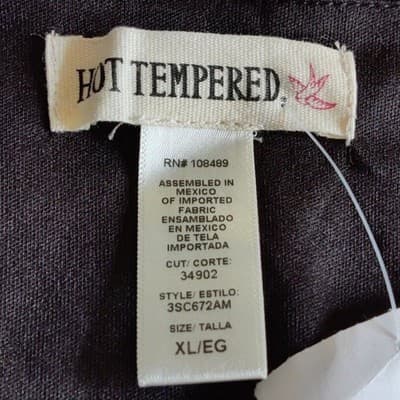 HOT TEMPERED.
RN# 108489
ASSEMBLED IN
MEXICO
OF IMPORTED
FABRIC
ENSAMBLADO EN
MEXICO
DE TELA
IMPORTADA
CUT/ CORTE:
34902
STYLE/ ESTILO:
3SC672AM
SIZE/ TALLA
XL/EG